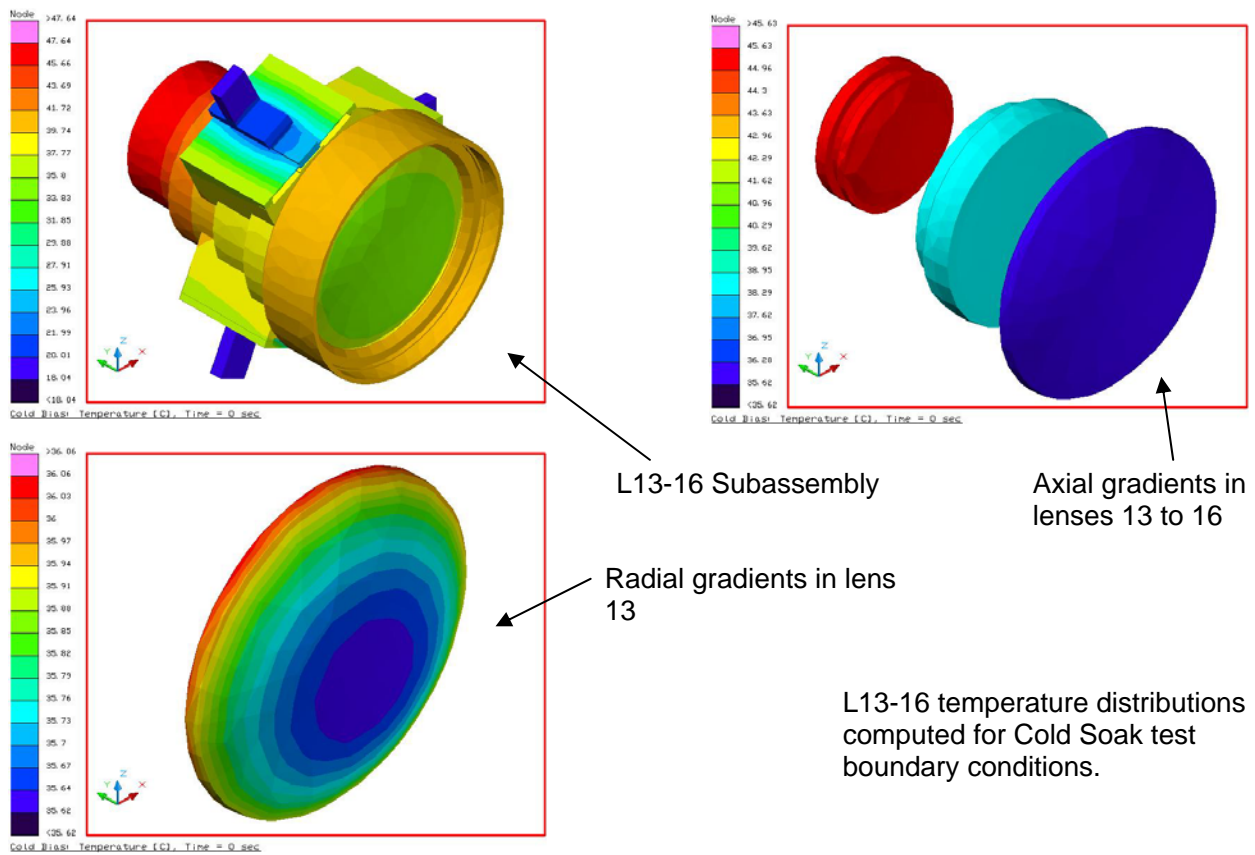 Node
>47.64
47.64
45.66
43.69
41.72
39.74
37.77
35.8
33.83
31.85
29.88
27.91
25.93
23.96
21.99
20.01
18.04
<18.04
Z
Y
X
Cold Bias: Temperature [C], Time = 0 sec
Node
>45.63
45.63
44.96
44.3
43.63
42.96
42.29
41.62
40.96
40.29
39.62
38.95
38.29
37.62
36.95
36.28
35.62
<35.62
Z
Y
X
Cold Bias: Temperature [C], Time = 0 sec
L13-16 Subassembly
Axial gradients in
lenses 13 to 16
Node
>36.06
36.06
36.03
36
35.97
35.94
35.91
35.88
35.85
35.82
35.79
35.76
35.73
35.7
35.67
35.64
35.62
<35.62
Z
Y
X
Cold Bias: Temperature [C], Time = 0 sec
Radial gradients in lens
13
L13-16 temperature distributions
computed for Cold Soak test
boundary conditions.